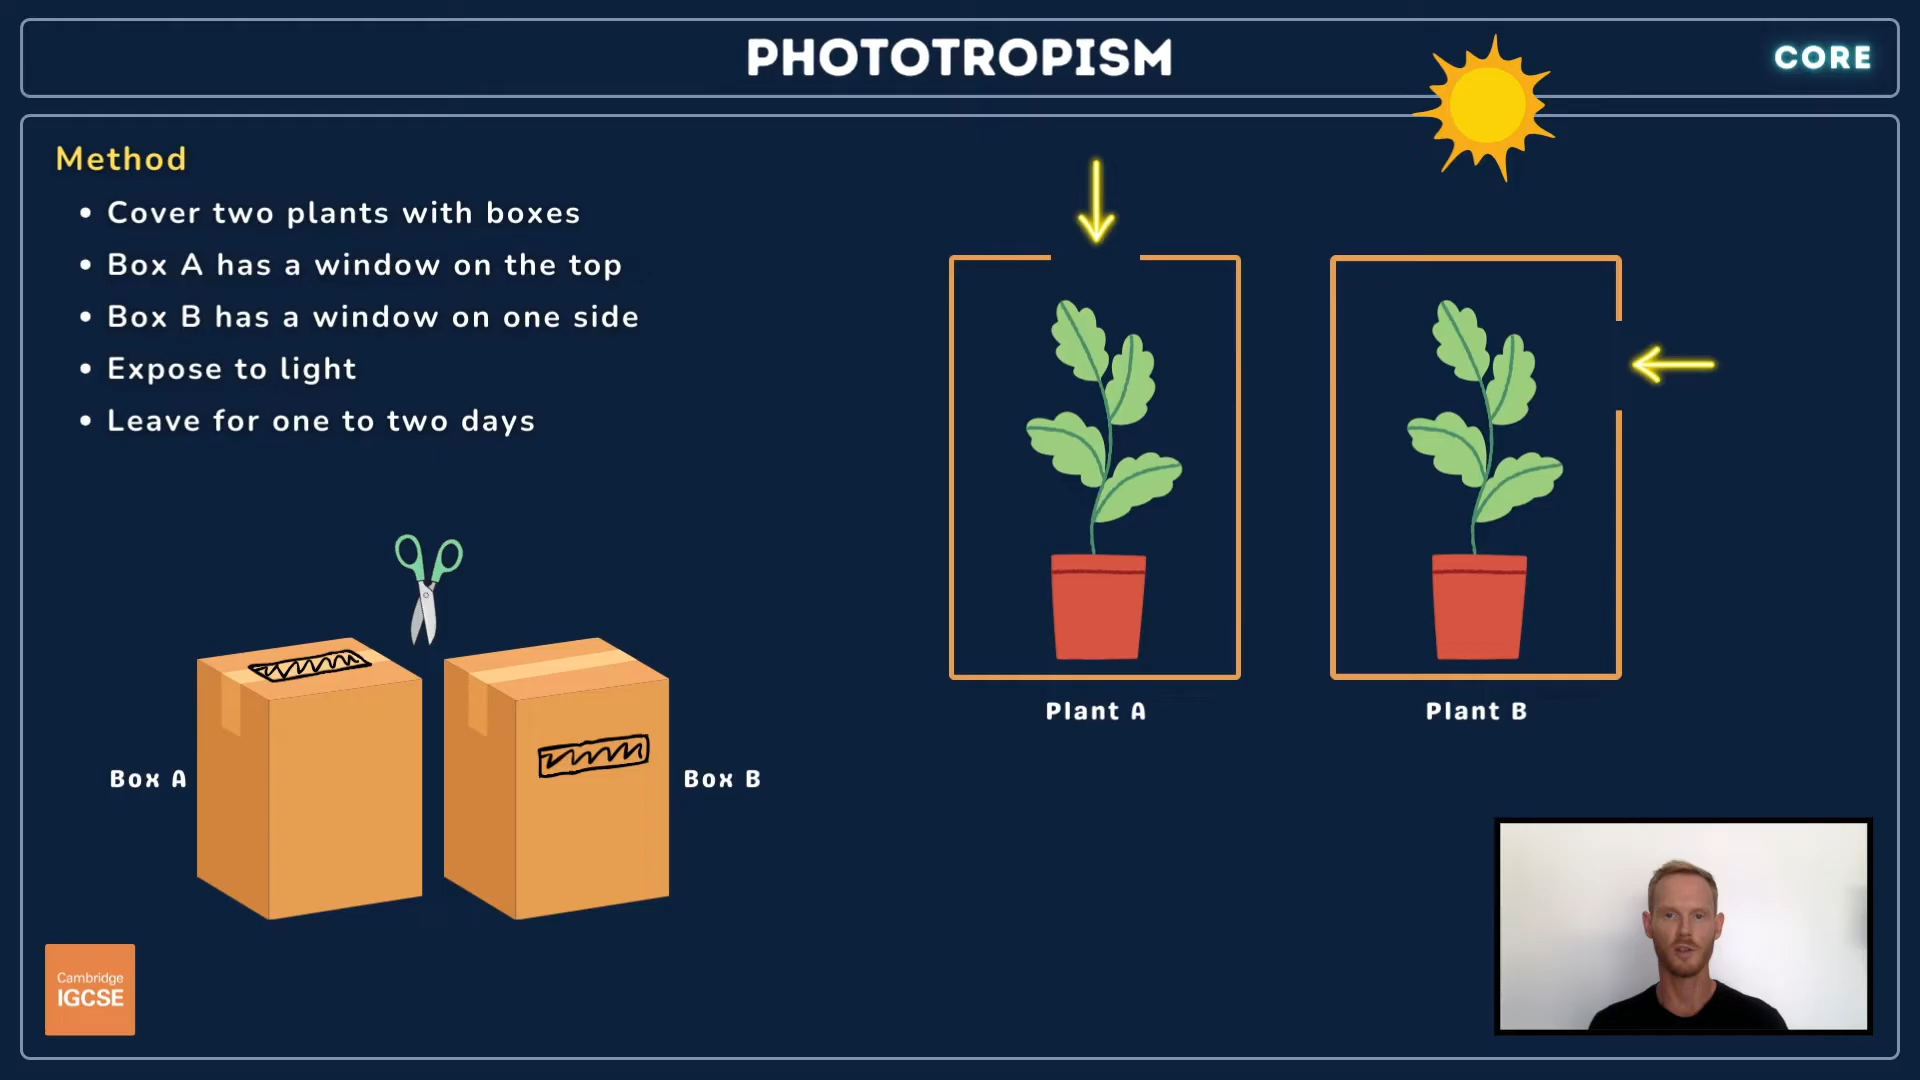 PHOTOTROPISM
CORE
Method
• Cover two plants with boxes
• Box A has a window on the top
• Box B has a window on one side
• Expose to light
• Leave for one to two days
Plant A
Plant B
Box A
Box B
Cambridge
IGCSE